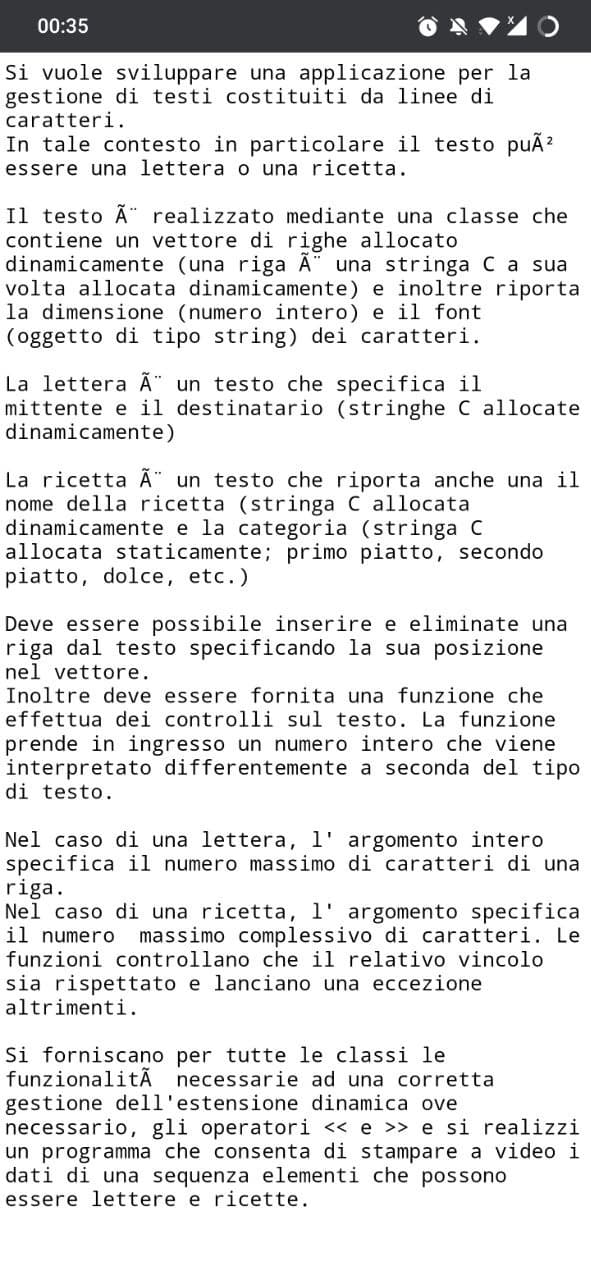 00:35
x
Si vuole sviluppare una applicazione per la
gestione di testi costituiti da linee di
caratteri.
In tale contesto in particolare il testo puÃ²
essere una lettera o una ricetta.
Il testo Ã¨ realizzato mediante una classe che
contiene un vettore di righe allocato
dinamicamente (una riga Ã¨ una stringa C a sua
volta allocata dinamicamente) e inoltre riporta
la dimensione (numero intero) e il font
(oggetto di tipo string) dei caratteri.
La lettera Ã¨ un testo che specifica il
mittente e il destinatario (stringhe C allocate
dinamicamente)
La ricetta Ã¨ un testo che riporta anche una il
nome della ricetta (stringa C allocata
dinamicamente e la categoria (stringa C
allocata staticamente; primo piatto, secondo
piatto, dolce, etc.)
Deve essere possibile inserire e eliminate una
riga dal testo specificando la sua posizione
nel vettore.
Inoltre deve essere fornita una funzione che
effettua dei controlli sul testo. La funzione
prende in ingresso un numero intero che viene
interpretato differentemente a seconda del tipo
di testo.
Nel caso di una lettera, l' argomento intero
specifica il numero massimo di caratteri di una
riga.
Nel caso di una ricetta, l' argomento specifica
il numero  massimo complessivo di caratteri. Le
funzioni controllano che il relativo vincolo
sia rispettato e lanciano una eccezione
altrimenti.
Si forniscano per tutte le classi le
funzionalitÃ  necessarie ad una corretta
gestione dell'estensione dinamica ove
necessario, gli operatori << e >> e si realizzi
un programma che consenta di stampare a video i
dati di una sequenza elementi che possono
essere lettere e ricette.